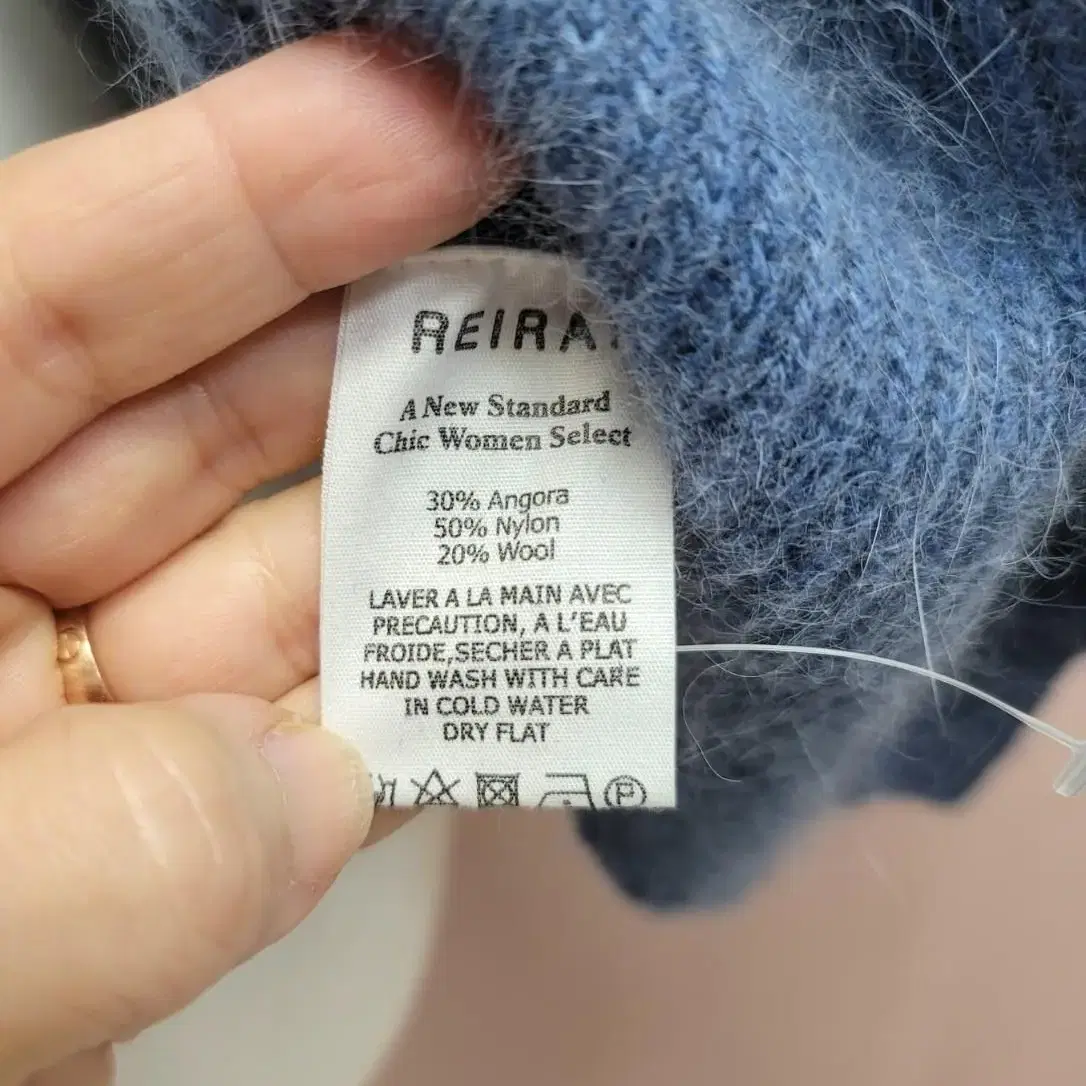 A New Standard
Chic Women Select
30% Angora
50% Nylon
20% Wool
LAVER A LA MAIN AVEC
PRECAUTION, A L'EAU
FROIDE,SECHER A PLAT
HAND WASH WITH CARE
IN COLD WATER
DRY FLAT
P